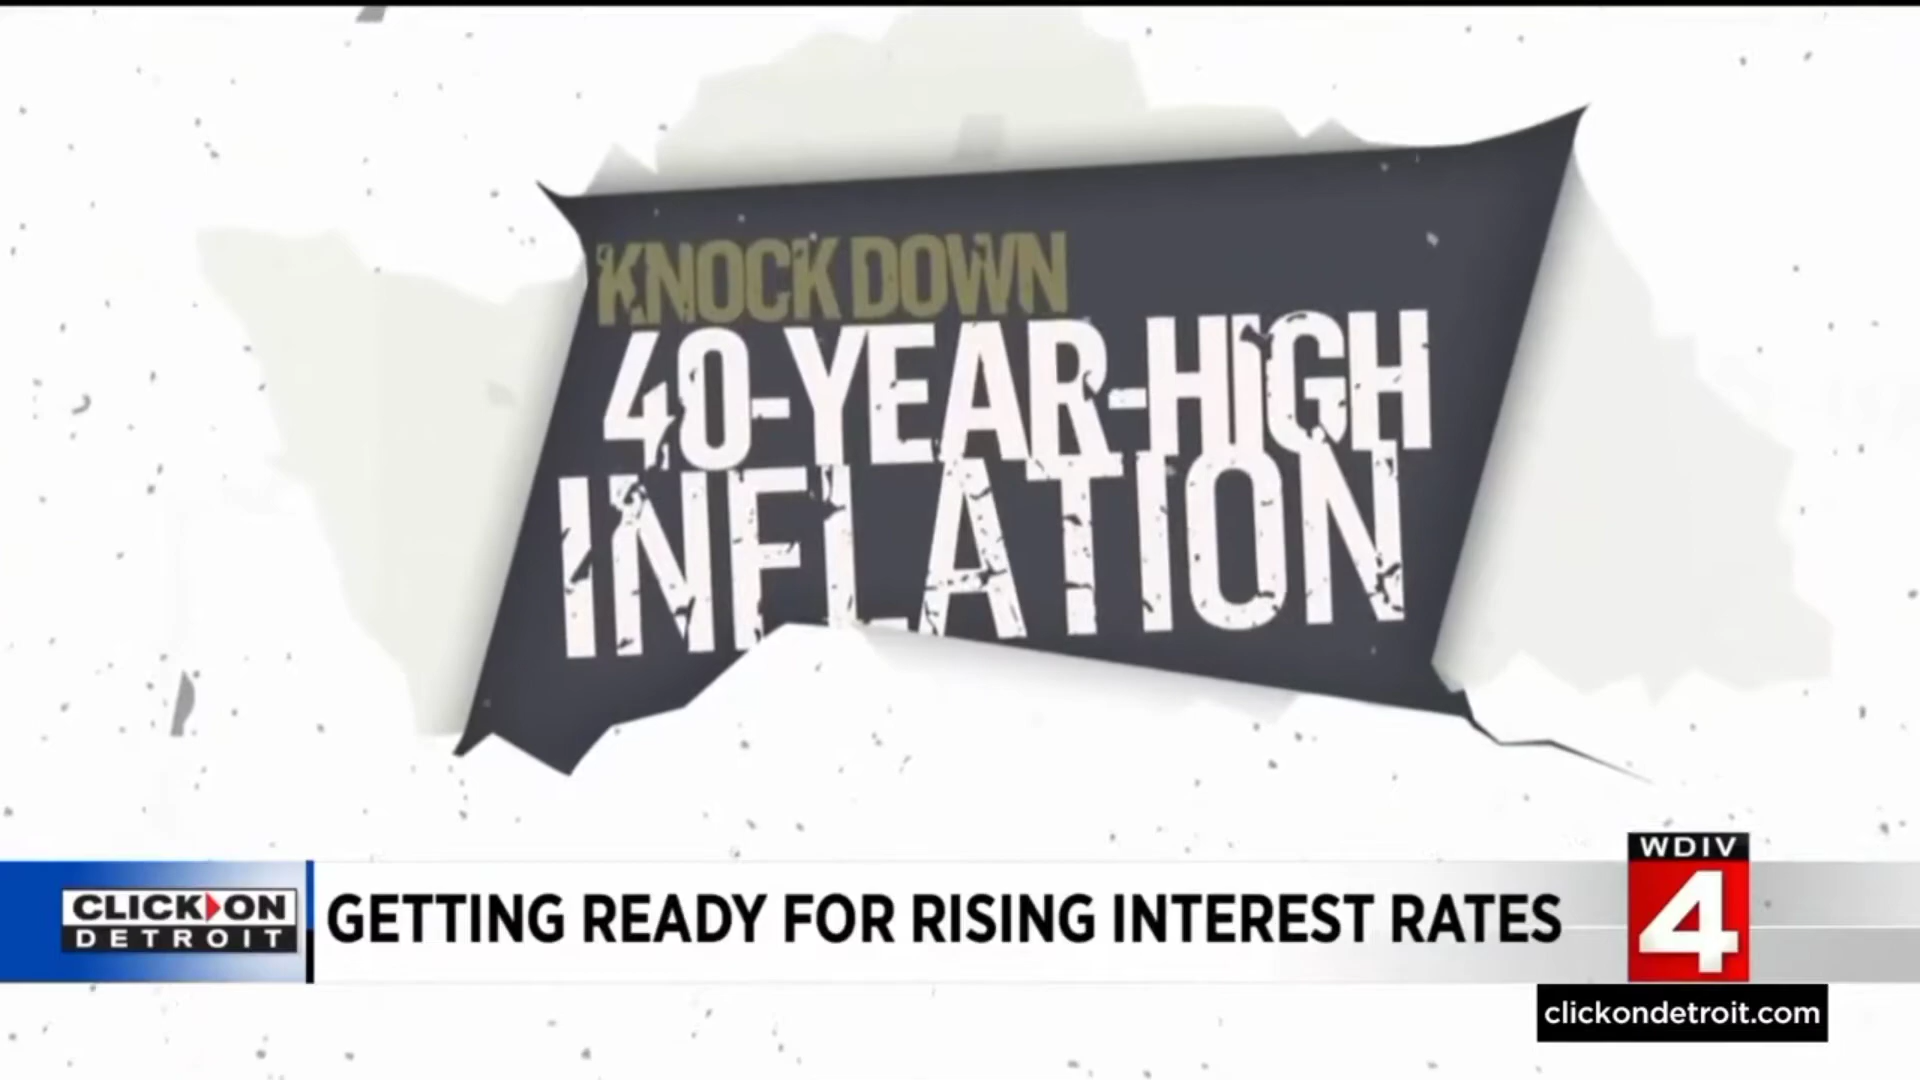 KNOCK DOWN
40-YEAR-HIGH
INFLATION
WDIV
4
CLICK ON
DETROIT
GETTING READY FOR RISING INTEREST RATES
clickondetroit.com